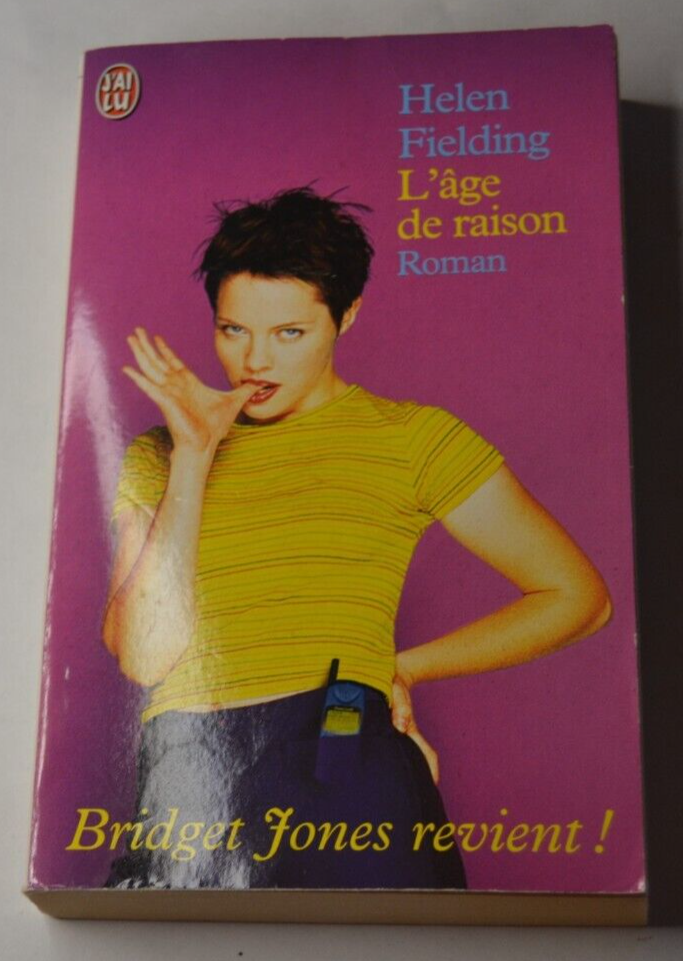 J'AI
LU
Helen
Fielding
L'âge
de raison
Roman
Bridget Jones revient !